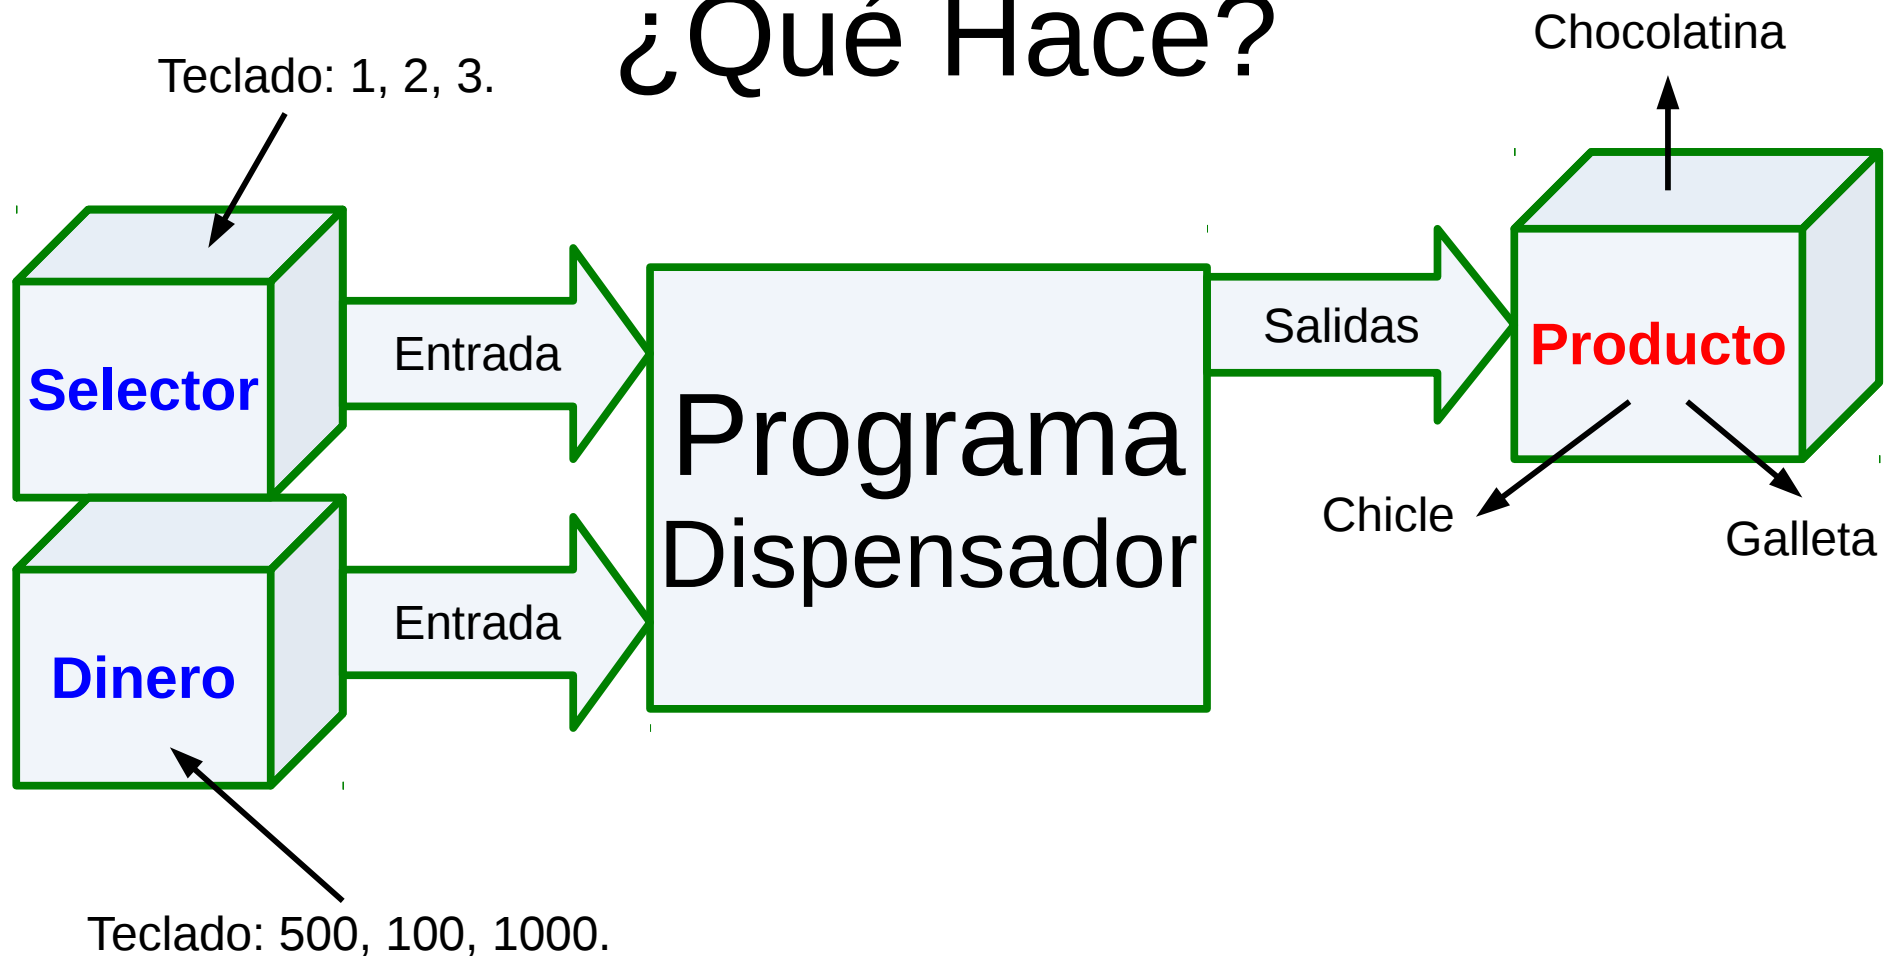 ¿Qué Hace?
Chocolatina
Teclado: 1, 2, 3.
Selector
Entrada
Salidas
Producto
Programa
Dispensador
Chicle
Galleta
Dinero
Entrada
Teclado: 500, 100, 1000.